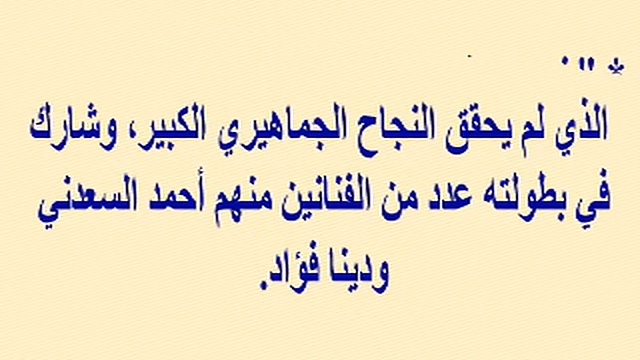 الذي لم يحقق النجاح الجماهيري الكبير، وشارك
في بطولته عدد من الفنانين منهم أحمد السعدني
ودينا فؤاد.